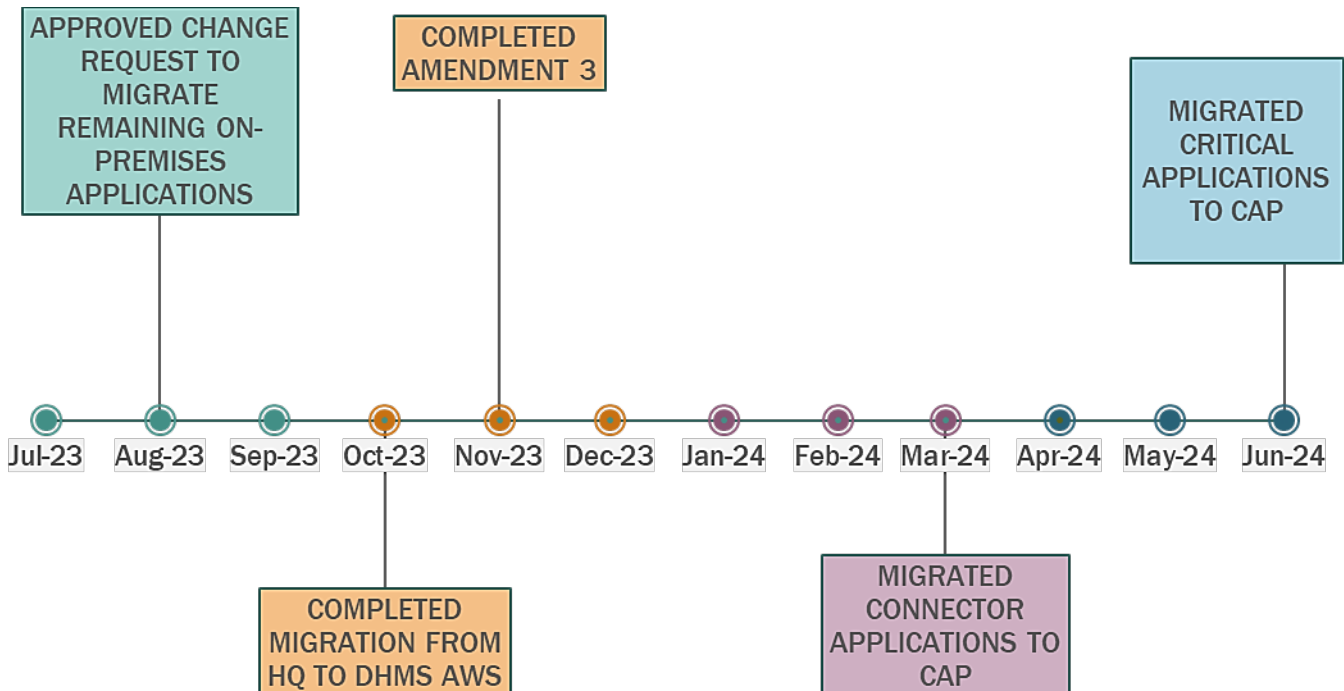 APPROVED CHANGE
REQUEST TO
MIGRATE
REMAINING ON-
PREMISES
APPLICATIONS
COMPLETED
AMENDMENT 3
MIGRATED
CRITICAL
APPLICATIONS
TO CAP
Jul-23 Aug-23 Sep-23 Oct-23 Nov-23 Dec-23 Jan-24 Feb-24 Mar-24 Apr-24 May-24 Jun-24
COMPLETED
MIGRATION FROM
HQ TO DHMS AWS
MIGRATED
CONNECTOR
APPLICATIONS TO
CAP